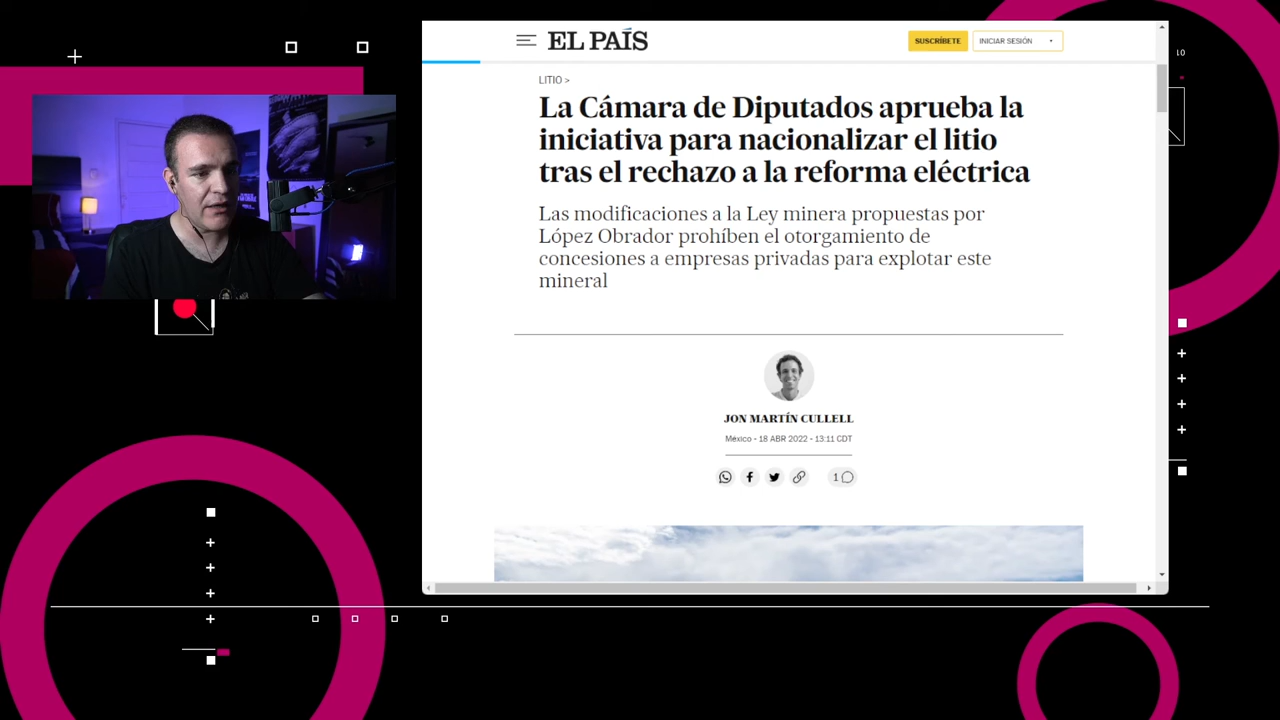 EL PAÍS
SUSCRÍBETE
INICIAR SESIÓN
LITIO >
La Cámara de Diputados aprueba la
iniciativa para nacionalizar el litio
tras el rechazo a la reforma eléctrica
Las modificaciones a la Ley minera propuestas por
López Obrador prohíben el otorgamiento de
concesiones a empresas privadas para explotar este
mineral
JON MARTÍN CULLELL
México - 18 ABR 2022 - 13:11 CDT
1
10